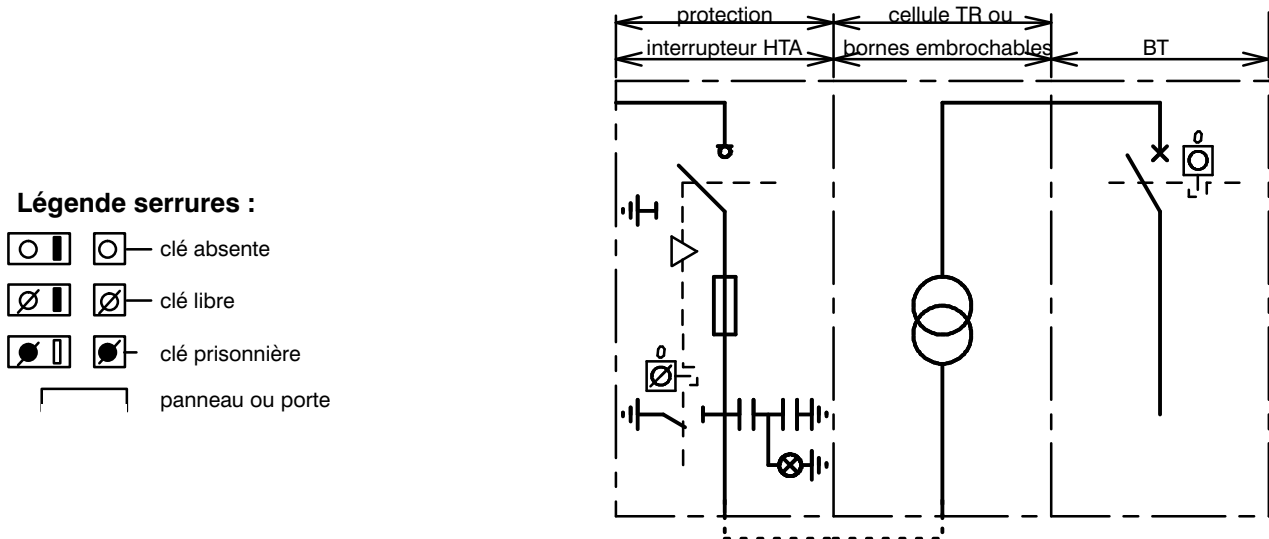 protection
cellule TR ou
interrupteur HTA
bornes embrochables
BT
O
Légende serrures :
clé absente
clé libre
clé prisonnière
O
panneau ou porte